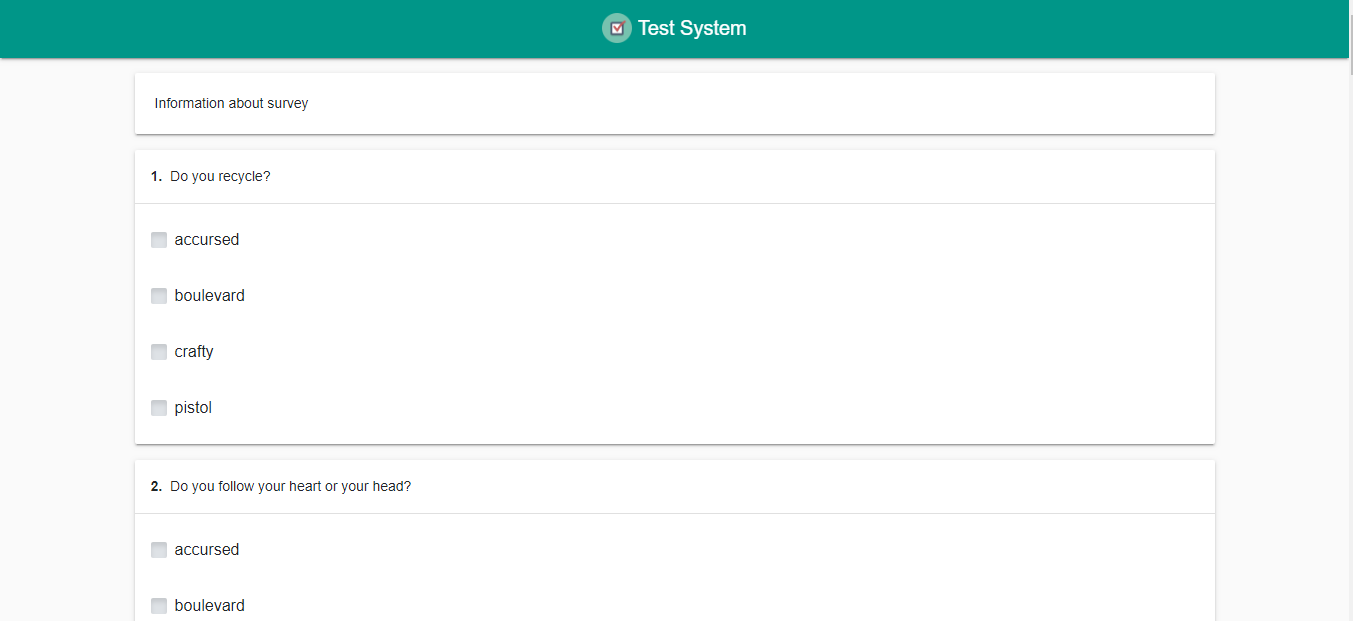 Test System
Information about survey
1. Do you recycle?
accursed
boulevard
crafty
pistol
2. Do you follow your heart or your head?
accursed
boulevard